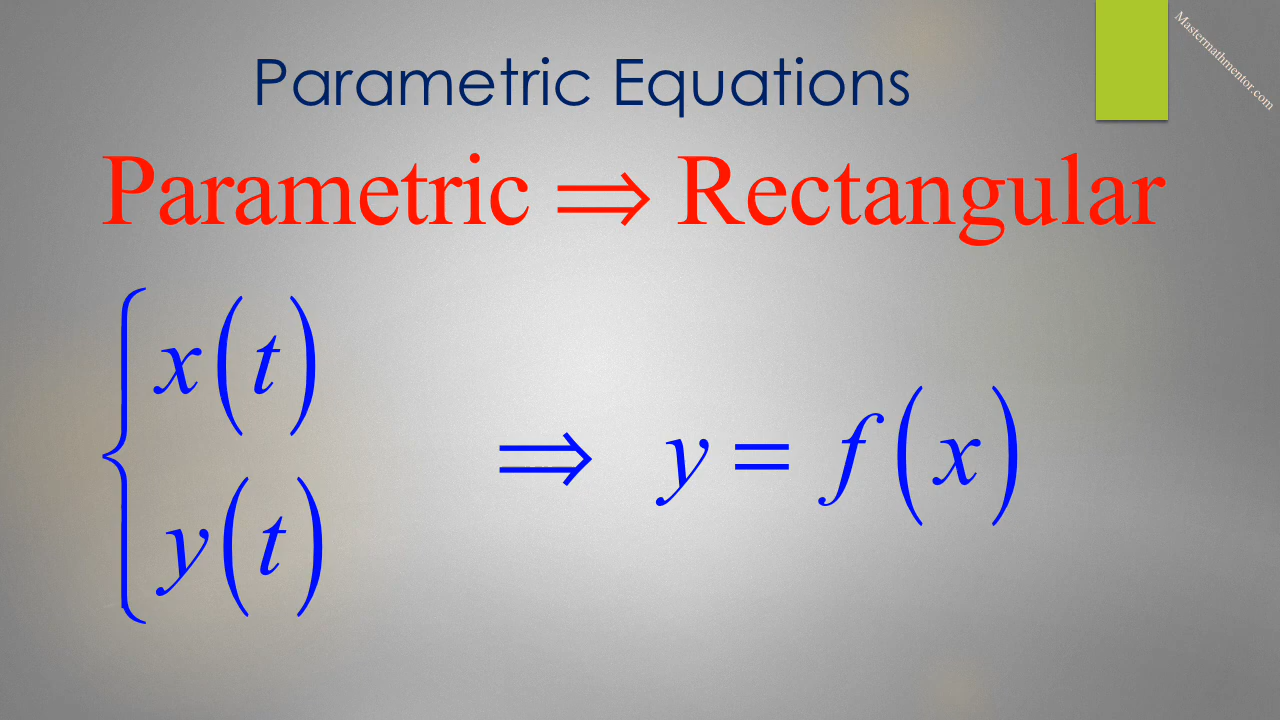 Parametric Equations
Mastermathmentor.com
Parametric ⇒ Rectangular
x(t)
y(t)
⇒ y = f(x)